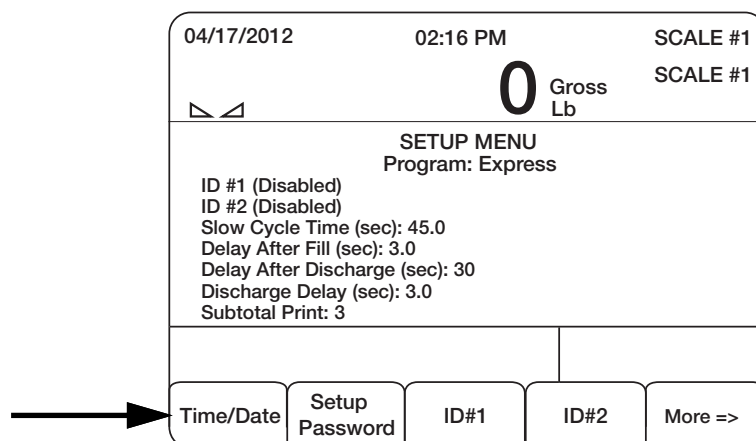 04/17/2012 02:16 PM SCALE #1
SCALE #1
0 Gross
Lb
SETUP MENU
Program: Express
ID #1 (Disabled)
ID #2 (Disabled)
Slow Cycle Time (sec): 45.0
Delay After Fill (sec): 3.0
Delay After Discharge (sec): 30
Discharge Delay (sec): 3.0
Subtotal Print: 3
Time/Date
Setup
Password
ID#1
ID#2
More =>